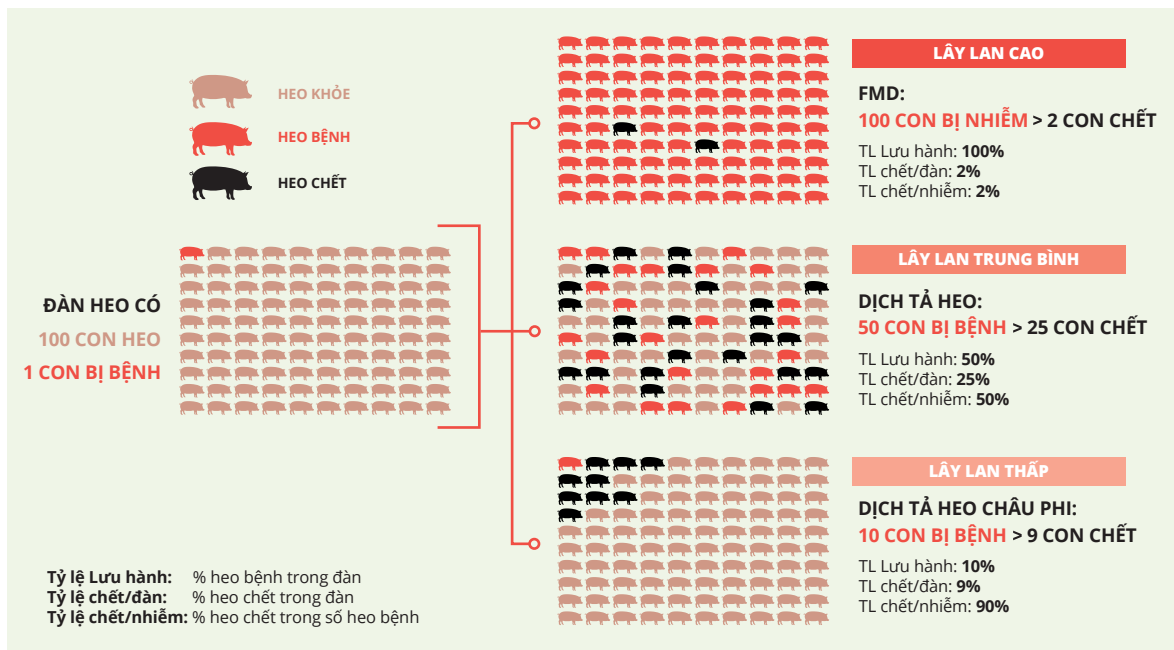 HEO KHỎE
HEO BỆNH
HEO CHẾT
ĐÀN HEO CÓ
100 CON HEO
1 CON BỊ BỆNH
LÂY LAN CAO
FMD:
100 CON BỊ NHIỄM > 2 CON CHẾT
TL Lưu hành: 100%
TL chết/đàn: 2%
TL chết/nhiễm: 2%
LÂY LAN TRUNG BÌNH
DỊCH TẢ HEO:
50 CON BỊ BỆNH > 25 CON CHẾT
TL Lưu hành: 50%
TL chết/đàn: 25%
TL chết/nhiễm: 50%
LÂY LAN THẤP
DỊCH TẢ HEO CHÂU PHI:
10 CON BỊ BỆNH > 9 CON CHẾT
TL Lưu hành: 10%
TL chết/đàn: 9%
TL chết/nhiễm: 90%
Tỷ lệ Lưu hành: % heo bệnh trong đàn
Tỷ lệ chết/đàn: % heo chết trong đàn
Tỷ lệ chết/nhiễm: % heo chết trong số heo bệnh